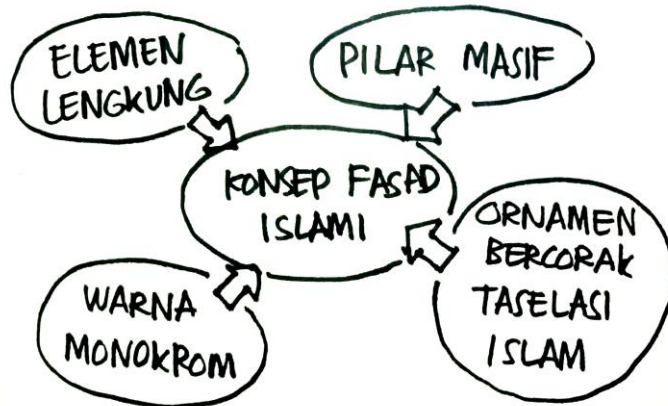 ELEMEN
LENGKUNG
PILAR MASIF
KONSEP FASAD
ISLAMI
ORNAMEN
BERCORAK
TASELASI
ISLAM
WARNA
MONOKROM